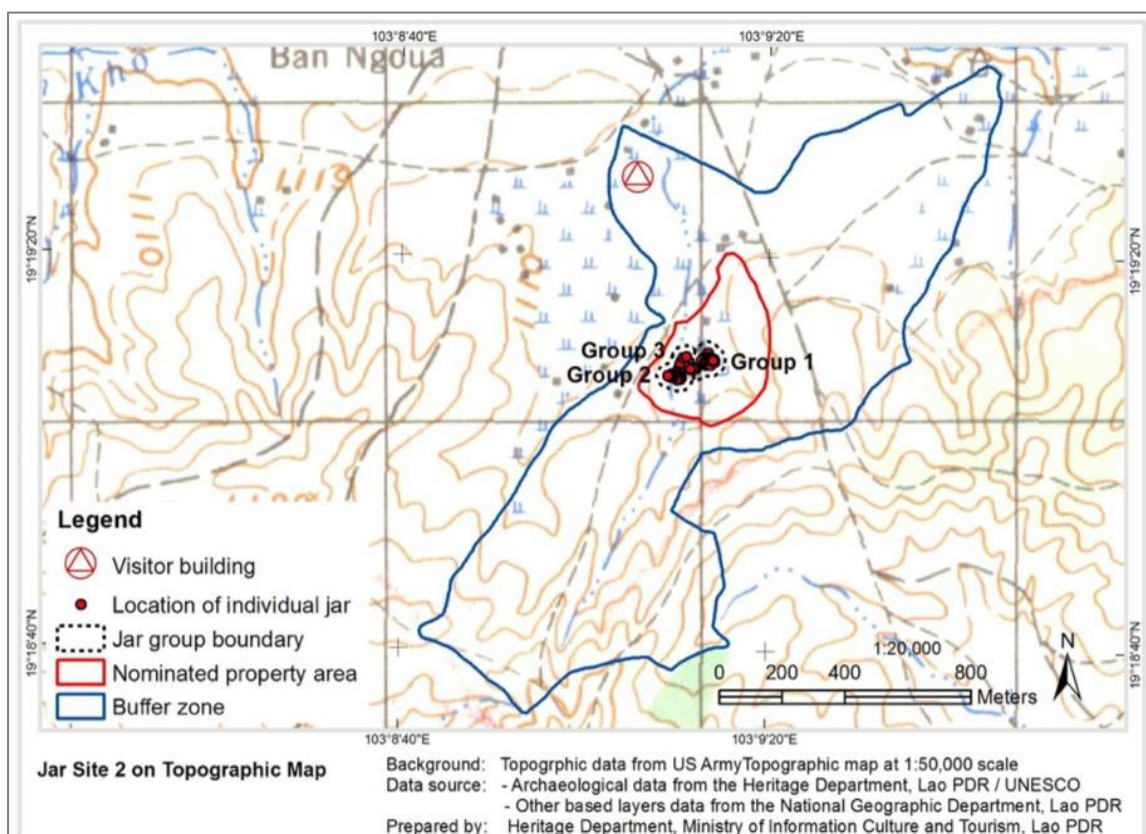 103°8'40"E 103°9'20"E
Ban Ngoua
Kho
1110
1110
1110
19°19'20"N 19°19'20"N
Group 3
Group 1
Group 2
Legend
Visitor building
Location of individual jar
Jar group boundary
Nominated property area
Buffer zone
19°18'40"N 19°18'40"N
N
1:20,000
0 200 400 800
Meters
103°8'40"E 103°9'20"E
Jar Site 2 on Topographic Map
Background: Topogrphic data from US ArmyTopographic map at 1:50,000 scale
Data source: - Archaeological data from the Heritage Department, Lao PDR / UNESCO
- Other based layers data from the National Geographic Department, Lao PDR
Prepared by: Heritage Department, Ministry of Information Culture and Tourism, Lao PDR